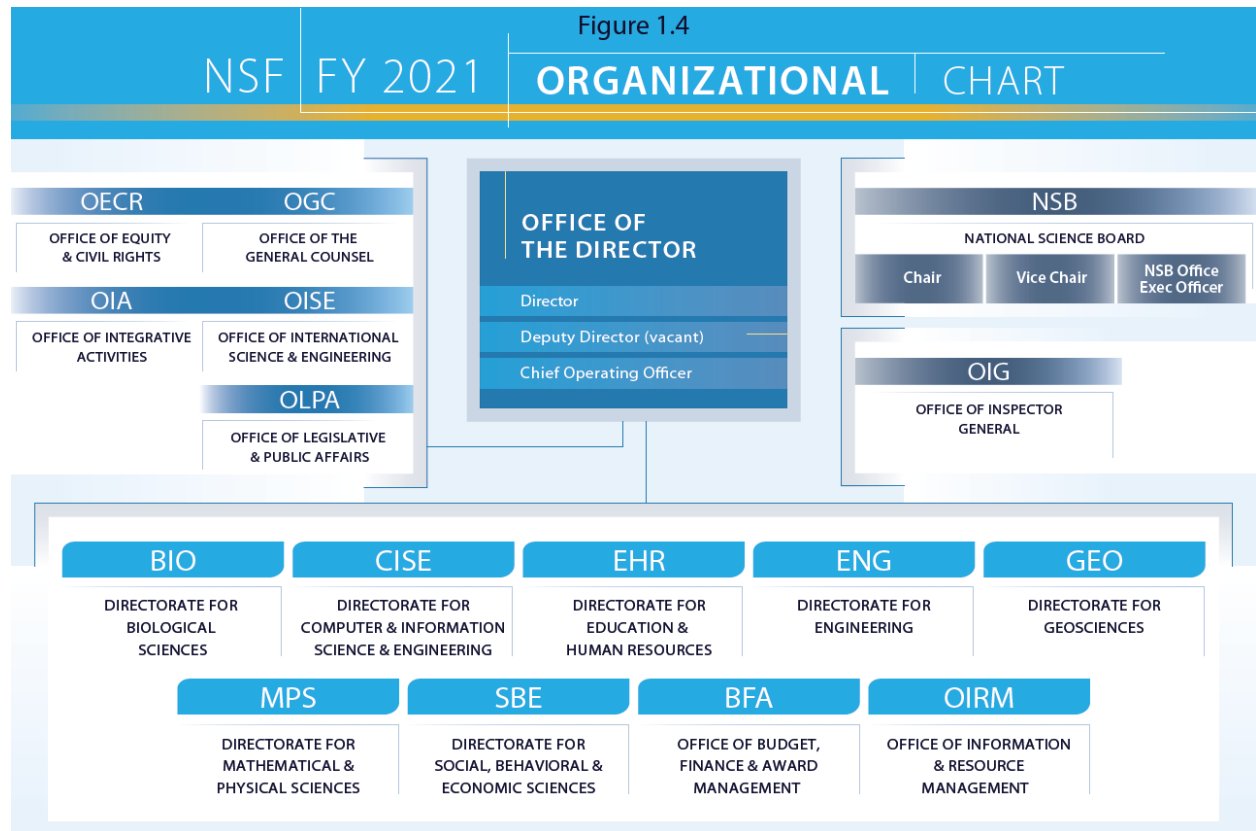 Figure 1.4
NSF FY 2021 ORGANIZATIONAL CHART
OECR
OFFICE OF EQUITY
& CIVIL RIGHTS
OGC
OFFICE OF THE
GENERAL COUNSEL
OIA
OFFICE OF INTEGRATIVE
ACTIVITIES
OISE
OFFICE OF INTERNATIONAL
SCIENCE & ENGINEERING
OLPA
OFFICE OF LEGISLATIVE
& PUBLIC AFFAIRS
OFFICE OF
THE DIRECTOR
Director
Deputy Director (vacant)
Chief Operating Officer
NSB
NATIONAL SCIENCE BOARD
Chair
Vice Chair
NSB Office
Exec Officer
OIG
OFFICE OF INSPECTOR
GENERAL
BIO
DIRECTORATE FOR
BIOLOGICAL
SCIENCES
CISE
DIRECTORATE FOR
COMPUTER & INFORMATION
SCIENCE & ENGINEERING
EHR
DIRECTORATE FOR
EDUCATION &
HUMAN RESOURCES
ENG
DIRECTORATE FOR
ENGINEERING
GEO
DIRECTORATE FOR
GEOSCIENCES
MPS
DIRECTORATE FOR
MATHEMATICAL &
PHYSICAL SCIENCES
SBE
DIRECTORATE FOR
SOCIAL, BEHAVIORAL &
ECONOMIC SCIENCES
BFA
OFFICE OF BUDGET,
FINANCE & AWARD
MANAGEMENT
OIRM
OFFICE OF INFORMATION
& RESOURCE
MANAGEMENT